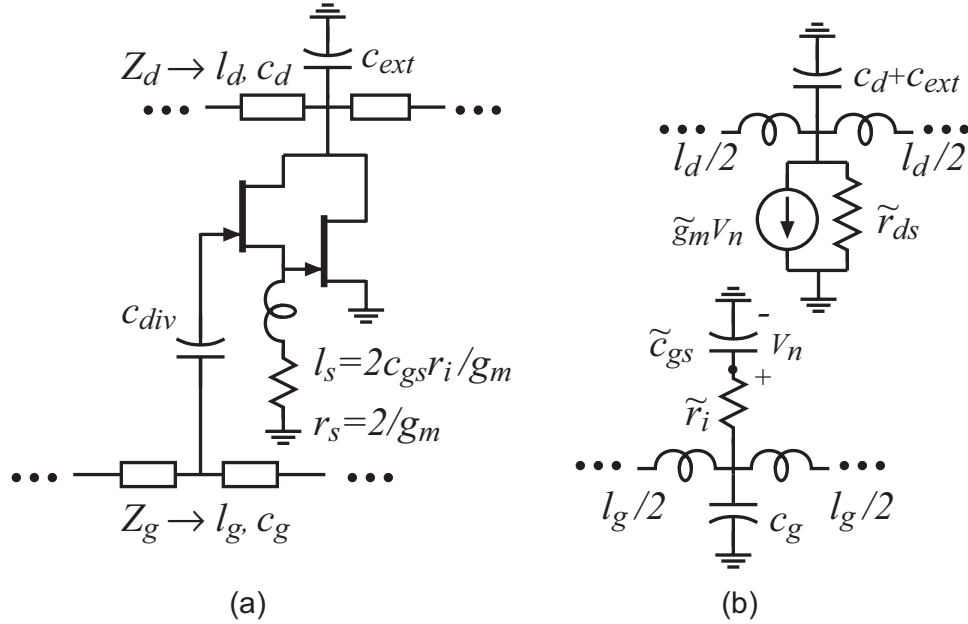 Z_d → l_d, c_d
c_ext
c_div
l_s=2c_gs r_i/g_m
r_s=2/g_m
Z_g → l_g, c_g
(a)
c_d+c_ext
l_d/2
l_d/2
g̃_m V_n
r̃_ds
c̃_gs
-
V_n
+
r̃_i
l_g/2
c_g
l_g/2
(b)